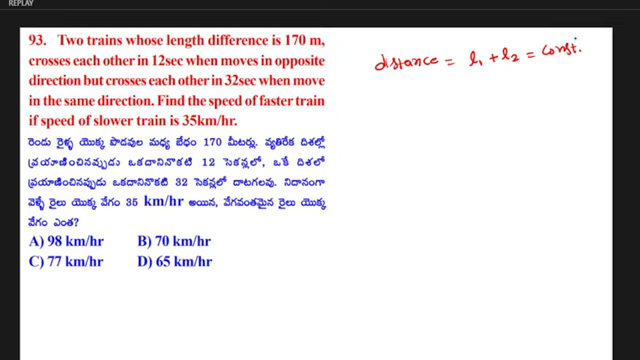 REPLAY
93. Two trains whose length difference is 170 m,
crosses each other in 12sec when moves in opposite
direction but crosses each other in 32sec when move
in the same direction. Find the speed of faster train
if speed of slower train is 35km/hr.
రెండు రైళ్ళ యొక్క పొడవుల మధ్య బేధం 170 మీటర్లు. వ్యతిరేక దిశల్లో
ప్రయాణించినప్పుడు ఒకదానినొకటి 12 సెకన్లలో, ఒకే దిశలో
ప్రయాణించినప్పుడు ఒకదానినొకటి 32 సెకన్లలో దాటగలవు. నిదానంగా
వెళ్ళే రైలు యొక్క వేగం 35 km/hr అయిన, వేగవంతమైన రైలు యొక్క
వేగం ఎంత?
A) 98 km/hr B) 70 km/hr
C) 77 km/hr D) 65 km/hr
distance = l₁ + l₂ = const.